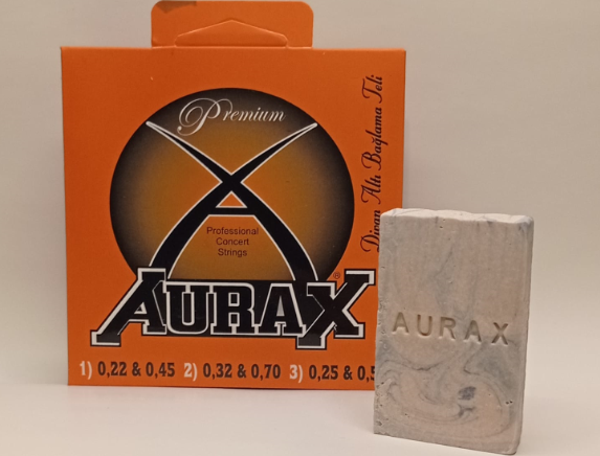 Premium
Divan Altı Bağlama Teli
Professional
Concert
Strings
AURAX®
1) 0,22 & 0,45 2) 0,32 & 0,70 3) 0,25 & 0,5
AURAX